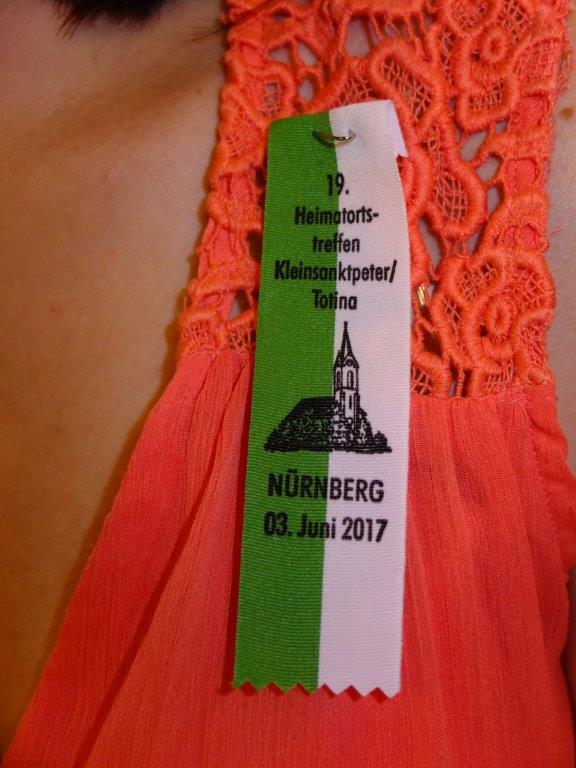 19.
Heimatorts-
treffen
Kleinsanktpeter/
Totina
NÜRNBERG
03. Juni 2017